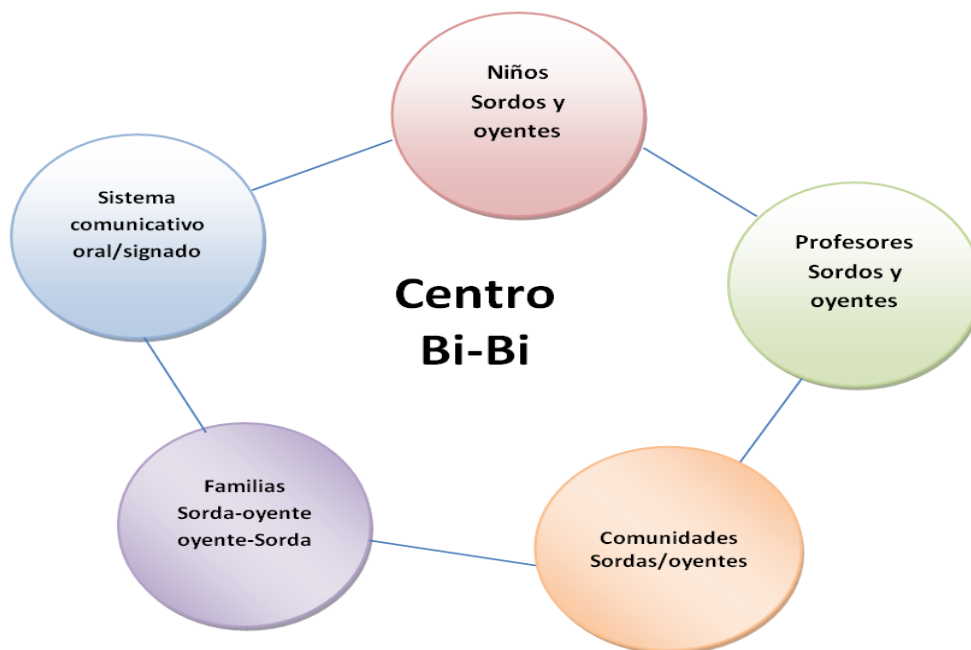 Niños
Sordos y
oyentes
Sistema
comunicativo
oral/signado
Profesores
Sordos y
oyentes
Centro
Bi-Bi
Familias
Sorda-oyente
oyente-Sorda
Comunidades
Sordas/oyentes